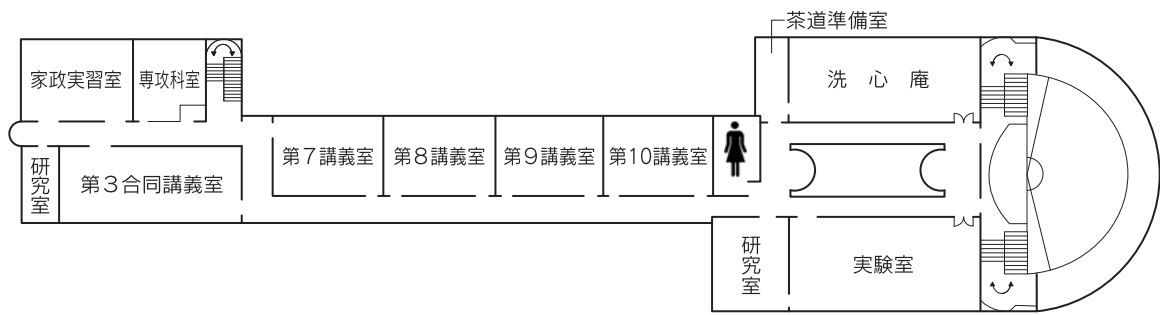 茶道準備室
家政実習室
専攻科室
洗心庵
第7講義室
第8講義室
第9講義室
第10講義室
研究室
第3合同講義室
研究室
実験室